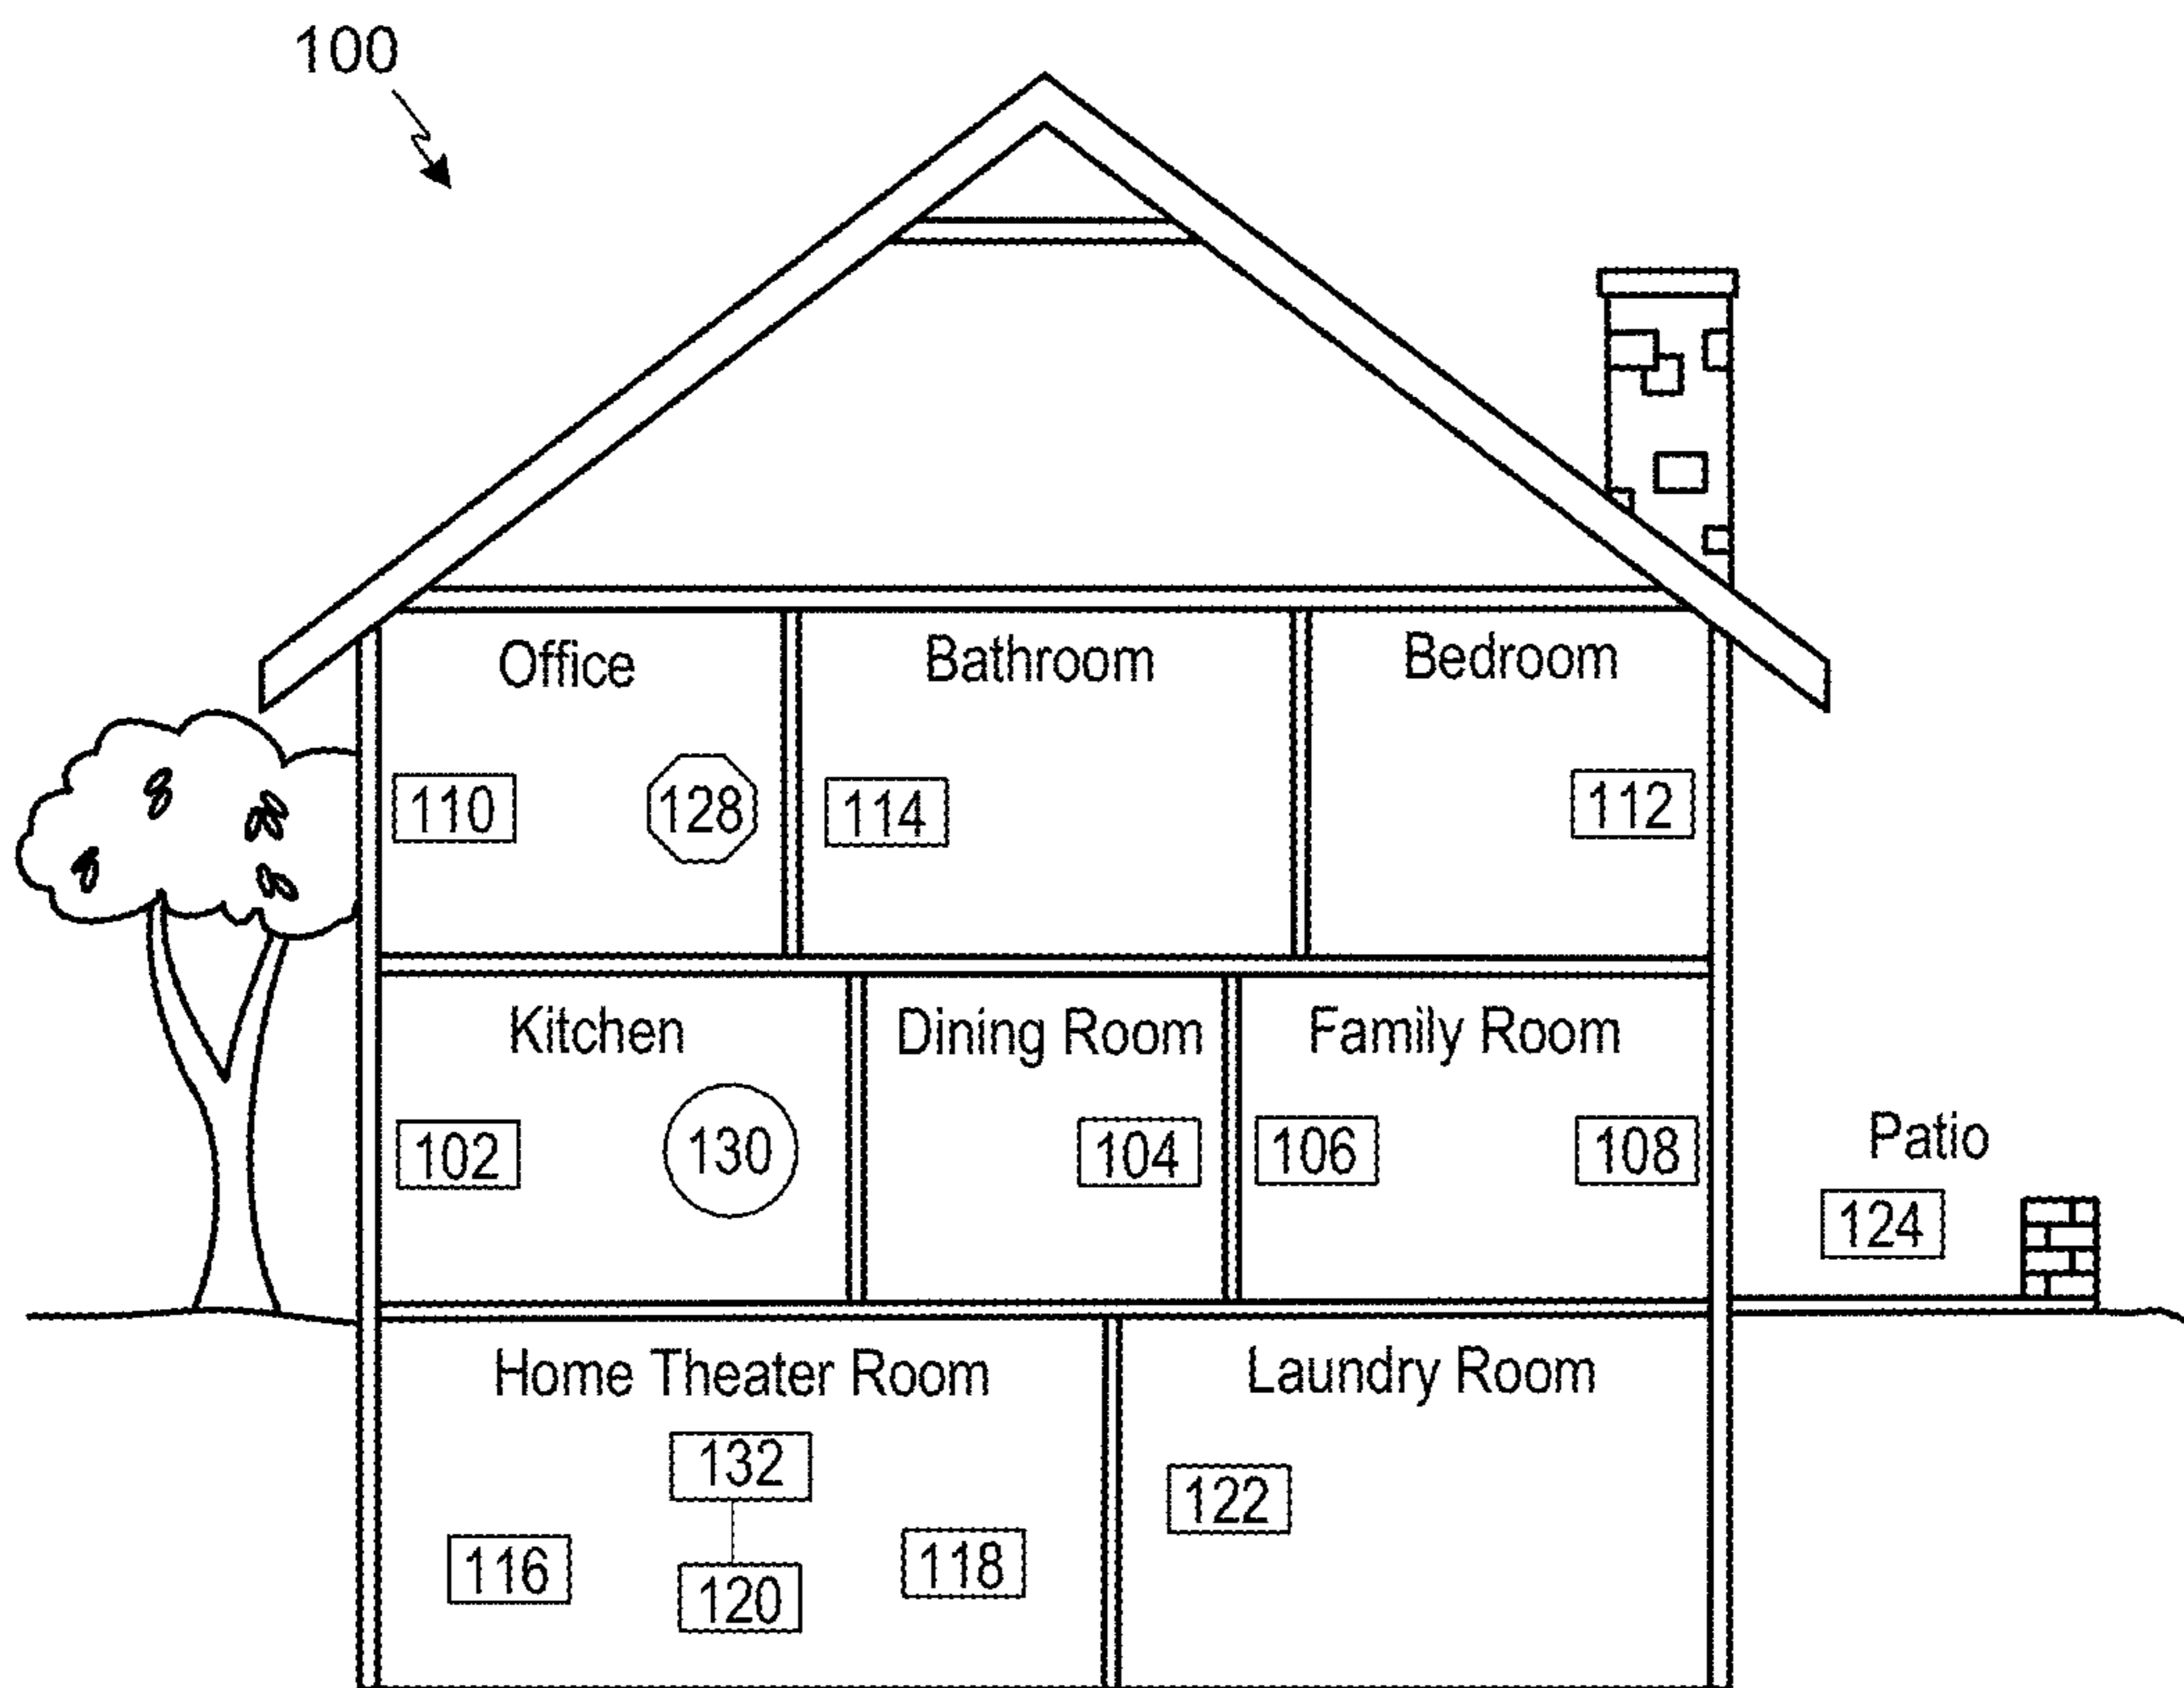 100
Office
Bathroom
Bedroom
110
128
114
112
Kitchen
Dining Room
Family Room
102
130
104
106
108
Patio
124
Home Theater Room
Laundry Room
132
122
116
120
118